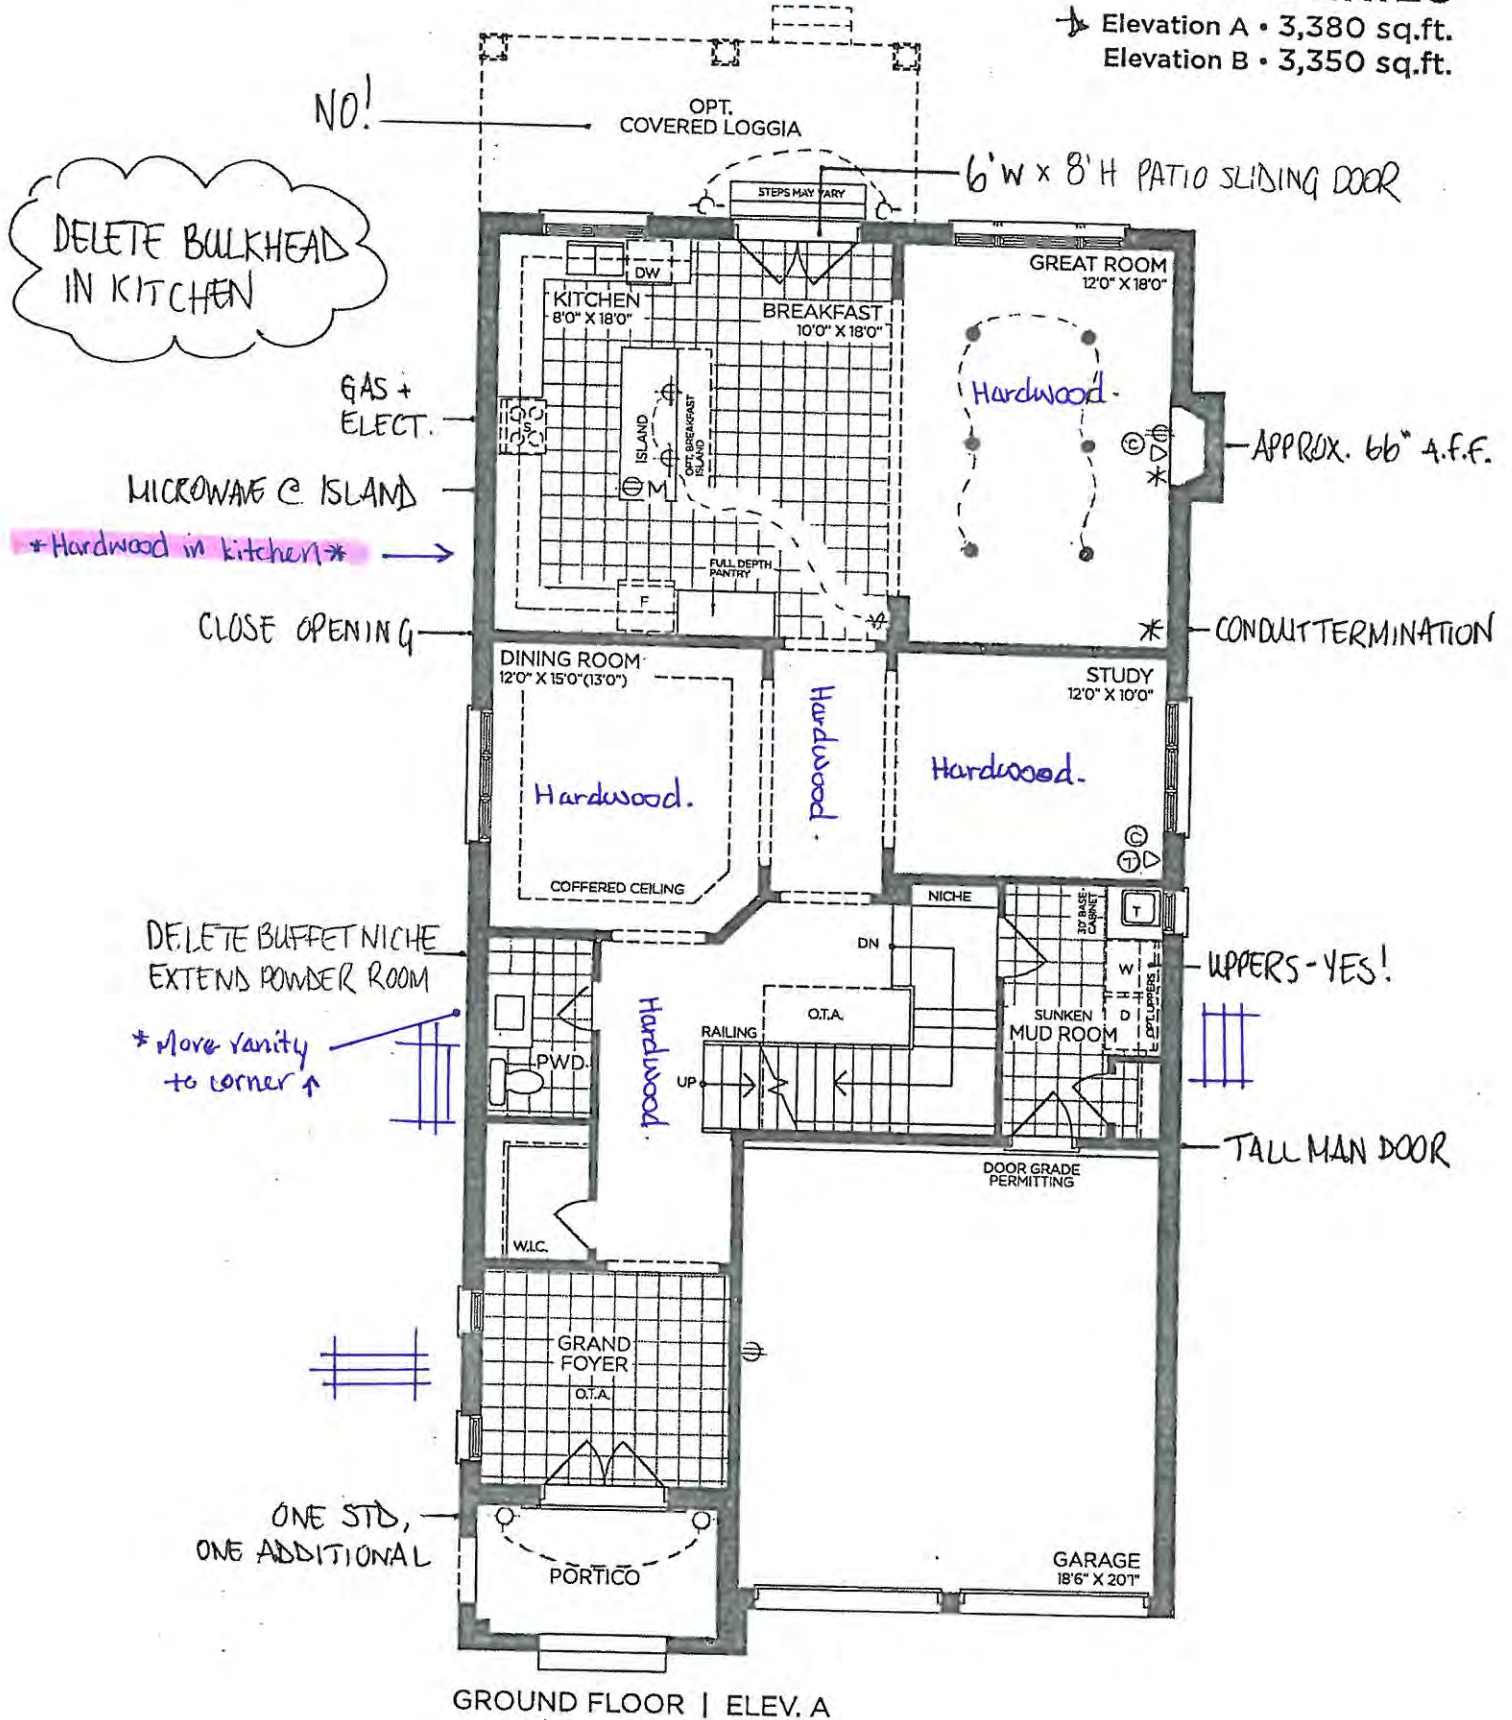 Elevation A • 3,380 sq.ft.
Elevation B • 3,350 sq.ft.
NO!
OPT.
COVERED LOGGIA
6'W x 8'H PATIO SLIDING DOOR
STEPS MAY VARY
DELETE BULKHEAD
IN KITCHEN
DW
KITCHEN
8'0" X 18'0"
BREAKFAST
10'0" X 18'0"
GREAT ROOM
12'0" X 18'0"
GAS +
ELECT.
S
ISLAND
OPT. BREAKFAST
ISLAND
Hardwood.
C
APPROX. 66" A.F.F.
MICROWAVE @ ISLAND
M
*Hardwood in kitchen*
FULL DEPTH
PANTRY
F
CLOSE OPENING
CONDUIT TERMINATION
DINING ROOM
12'0" X 15'0"(13'0")
STUDY
12'0" X 10'0"
Hardwood.
Hardwood.
Hardwood.
C
T
COFFERED CEILING
NICHE
30" BASE
CABINET
T
DELETE BUFFET NICHE
EXTEND POWDER ROOM
DN
W
UPPERS - YES!
OPT. UPPERS
D
O.T.A.
SUNKEN
MUD ROOM
*Move vanity
to corner ↑
Hardwood.
RAILING
PWD.
UP
TALL MAN DOOR
DOOR GRADE
PERMITTING
W.I.C.
GRAND
FOYER
O.T.A.
ONE STD,
ONE ADDITIONAL
PORTICO
GARAGE
18'6" X 20'1"
GROUND FLOOR | ELEV. A